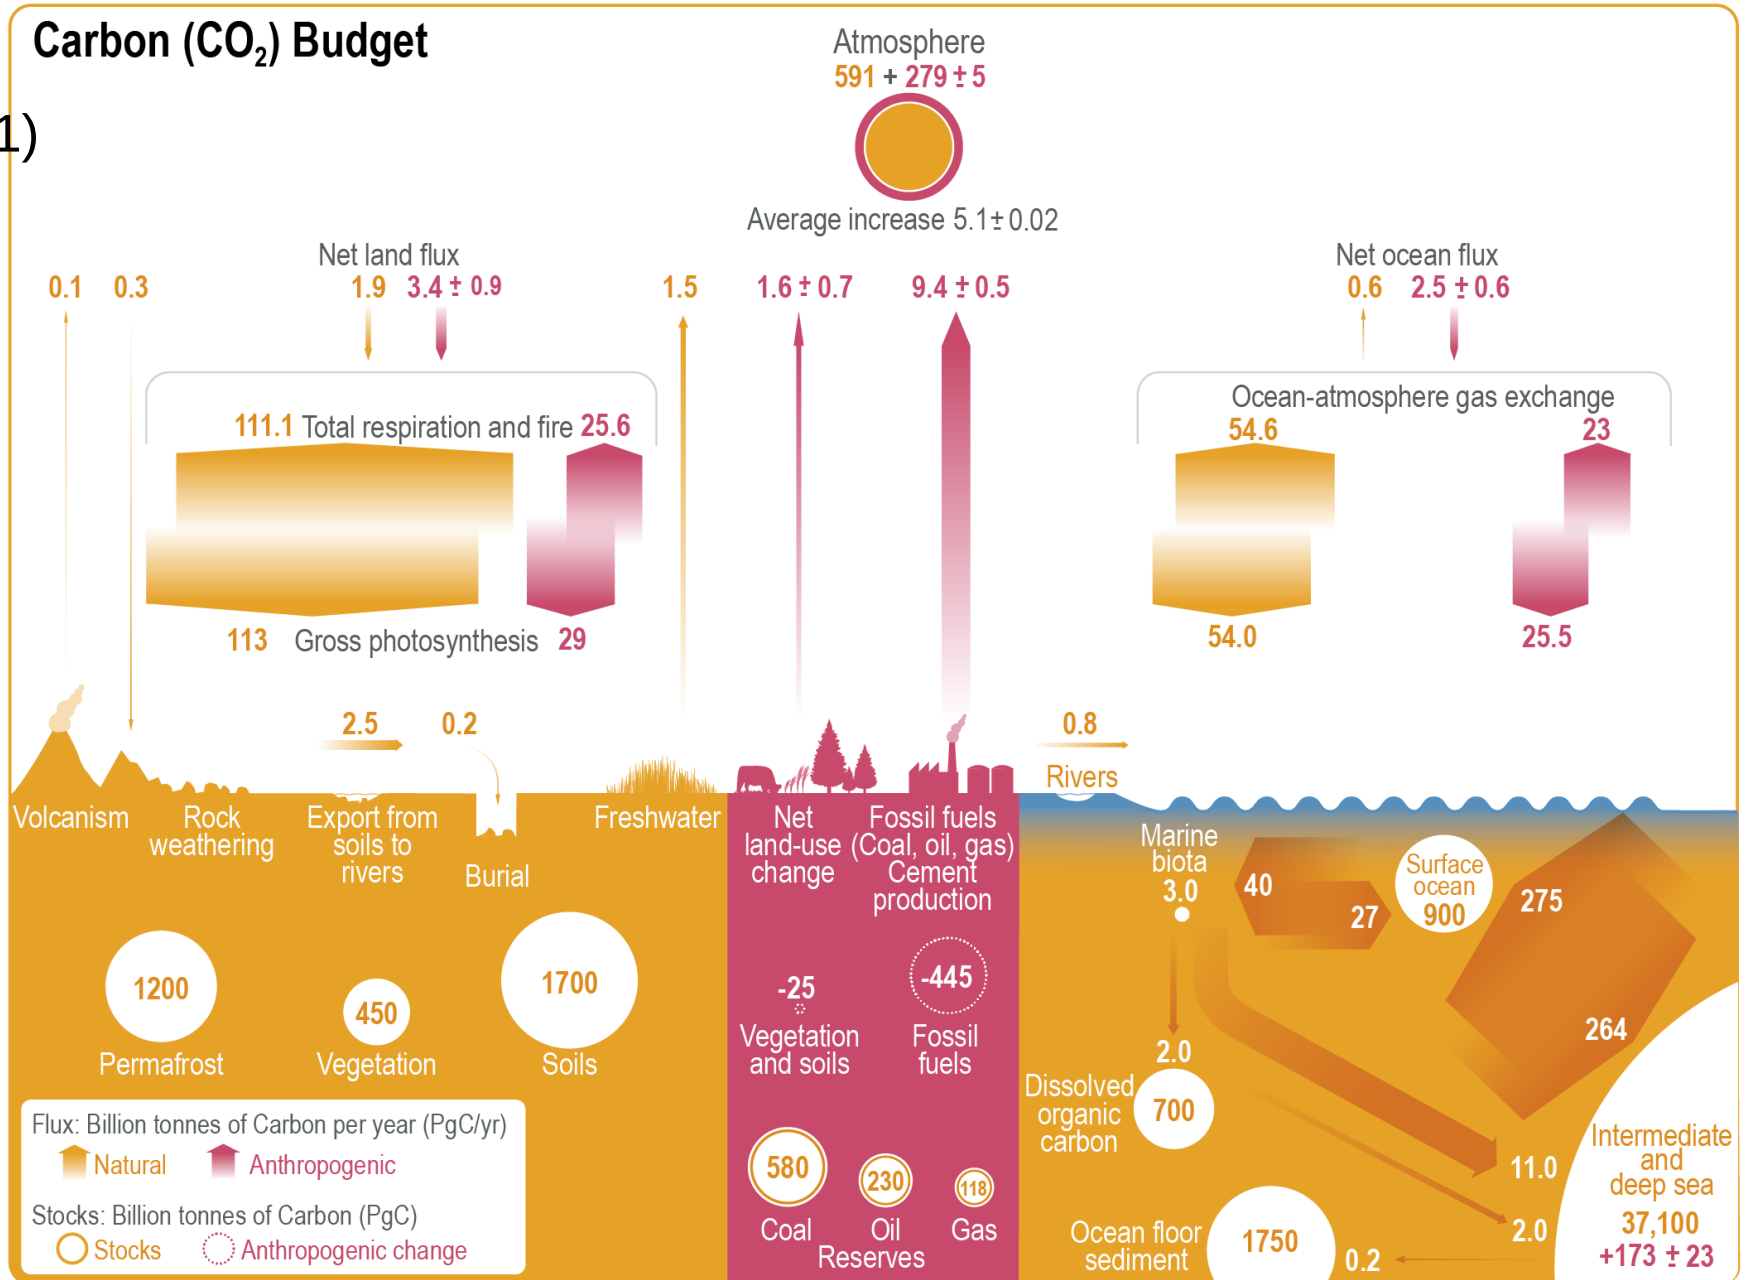 Carbon (CO₂) Budget
1)
Atmosphere
591 + 279 ± 5
Average increase 5.1 ± 0.02
Net land flux
0.1 0.3 1.9 3.4 ± 0.9 1.5 1.6 ± 0.7 9.4 ± 0.5
Net ocean flux
0.6 2.5 ± 0.6
111.1 Total respiration and fire 25.6
113 Gross photosynthesis 29
Ocean-atmosphere gas exchange
54.6 23
54.0 25.5
2.5 0.2
0.8
Rivers
Volcanism
Rock
weathering
Export from
soils to
rivers
Burial
Freshwater
Net
land-use
change
Fossil fuels
(Coal, oil, gas)
Cement
production
1200
Permafrost
450
Vegetation
1700
Soils
-25
Vegetation
and soils
-445
Fossil
fuels
580
Coal
230
Oil
118
Gas
Reserves
Marine
biota
3.0
40
27
Surface
ocean
900
275
264
2.0
Dissolved
organic
carbon
700
11.0
2.0
Intermediate
and
deep sea
37,100
+173 ± 23
Ocean floor
sediment
1750
0.2
Flux: Billion tonnes of Carbon per year (PgC/yr)
Natural Anthropogenic
Stocks: Billion tonnes of Carbon (PgC)
Stocks Anthropogenic change